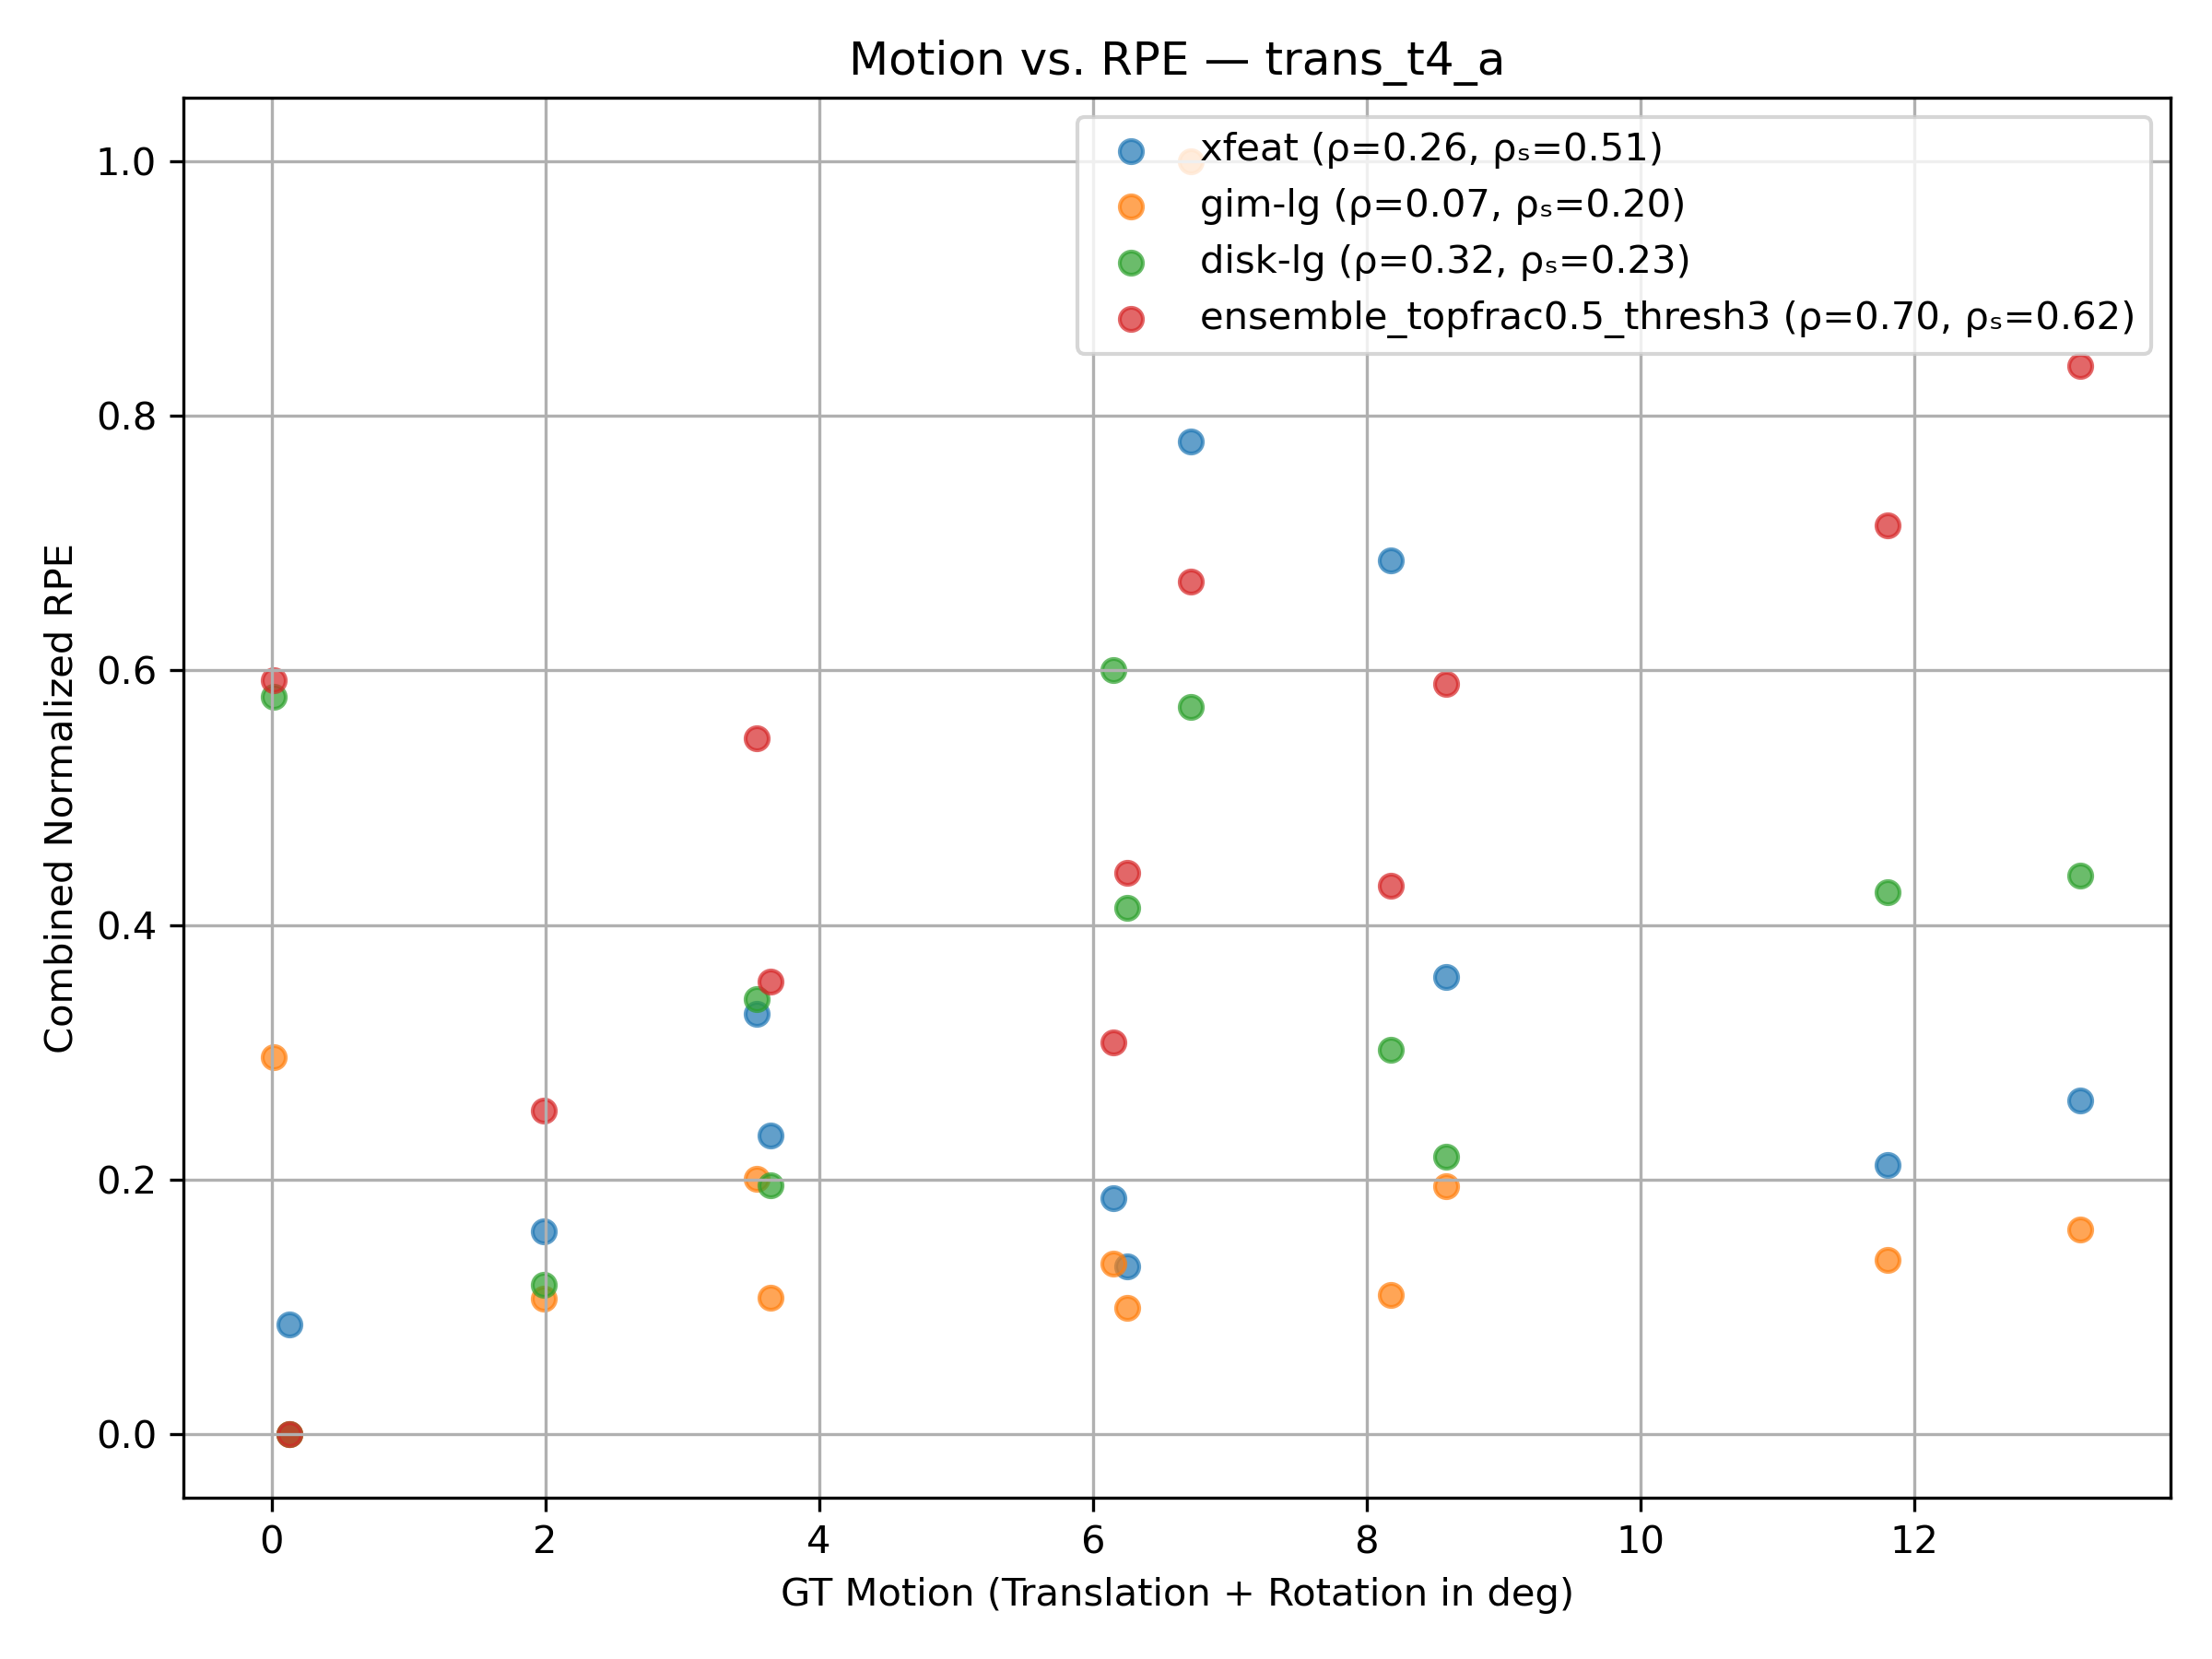 Motion vs. RPE — trans_t4_a
xfeat (ρ=0.26, ρₛ=0.51)
gim-lg (ρ=0.07, ρₛ=0.20)
disk-lg (ρ=0.32, ρₛ=0.23)
ensemble_topfrac0.5_thresh3 (ρ=0.70, ρₛ=0.62)
Combined Normalized RPE
1.0
0.8
0.6
0.4
0.2
0.0
0 2 4 6 8 10 12
GT Motion (Translation + Rotation in deg)